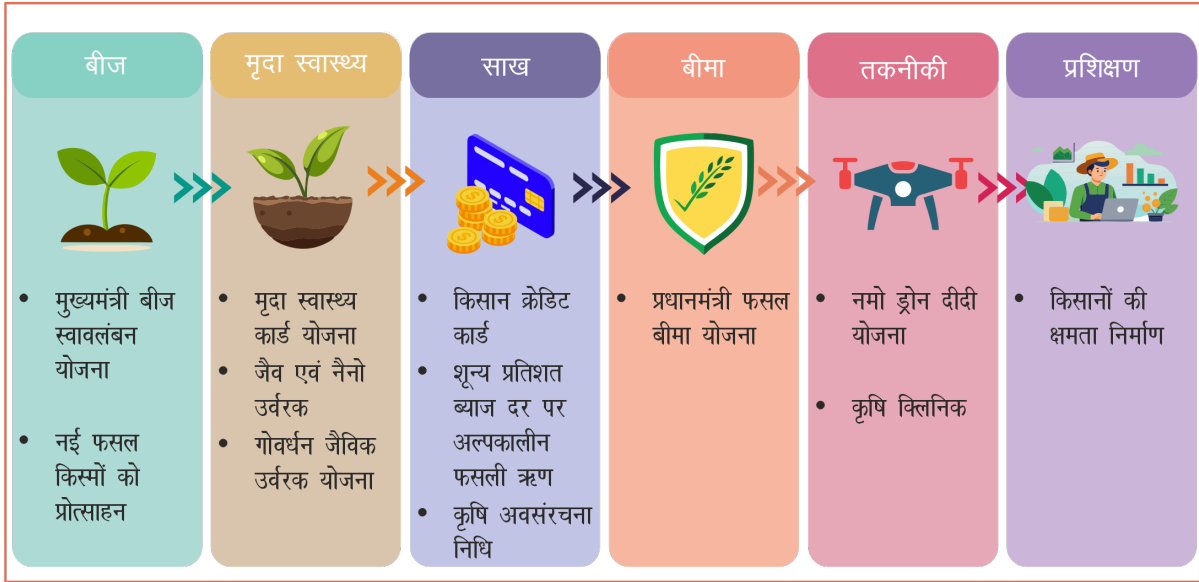 बीज
मुख्यमंत्री बीज
स्वावलंबन
योजना
नई फसल
किस्मों को
प्रोत्साहन
मृदा स्वास्थ्य
मृदा स्वास्थ्य
कार्ड योजना
जैव एवं नैनो
उर्वरक
गोवर्धन जैविक
उर्वरक योजना
साख
किसान क्रेडिट
कार्ड
शून्य प्रतिशत
ब्याज दर पर
अल्पकालीन
फसली ऋण
कृषि अवसंरचना
निधि
बीमा
प्रधानमंत्री फसल
बीमा योजना
तकनीकी
नमो ड्रोन दीदी
योजना
कृषि क्लिनिक
प्रशिक्षण
किसानों की
क्षमता निर्माण